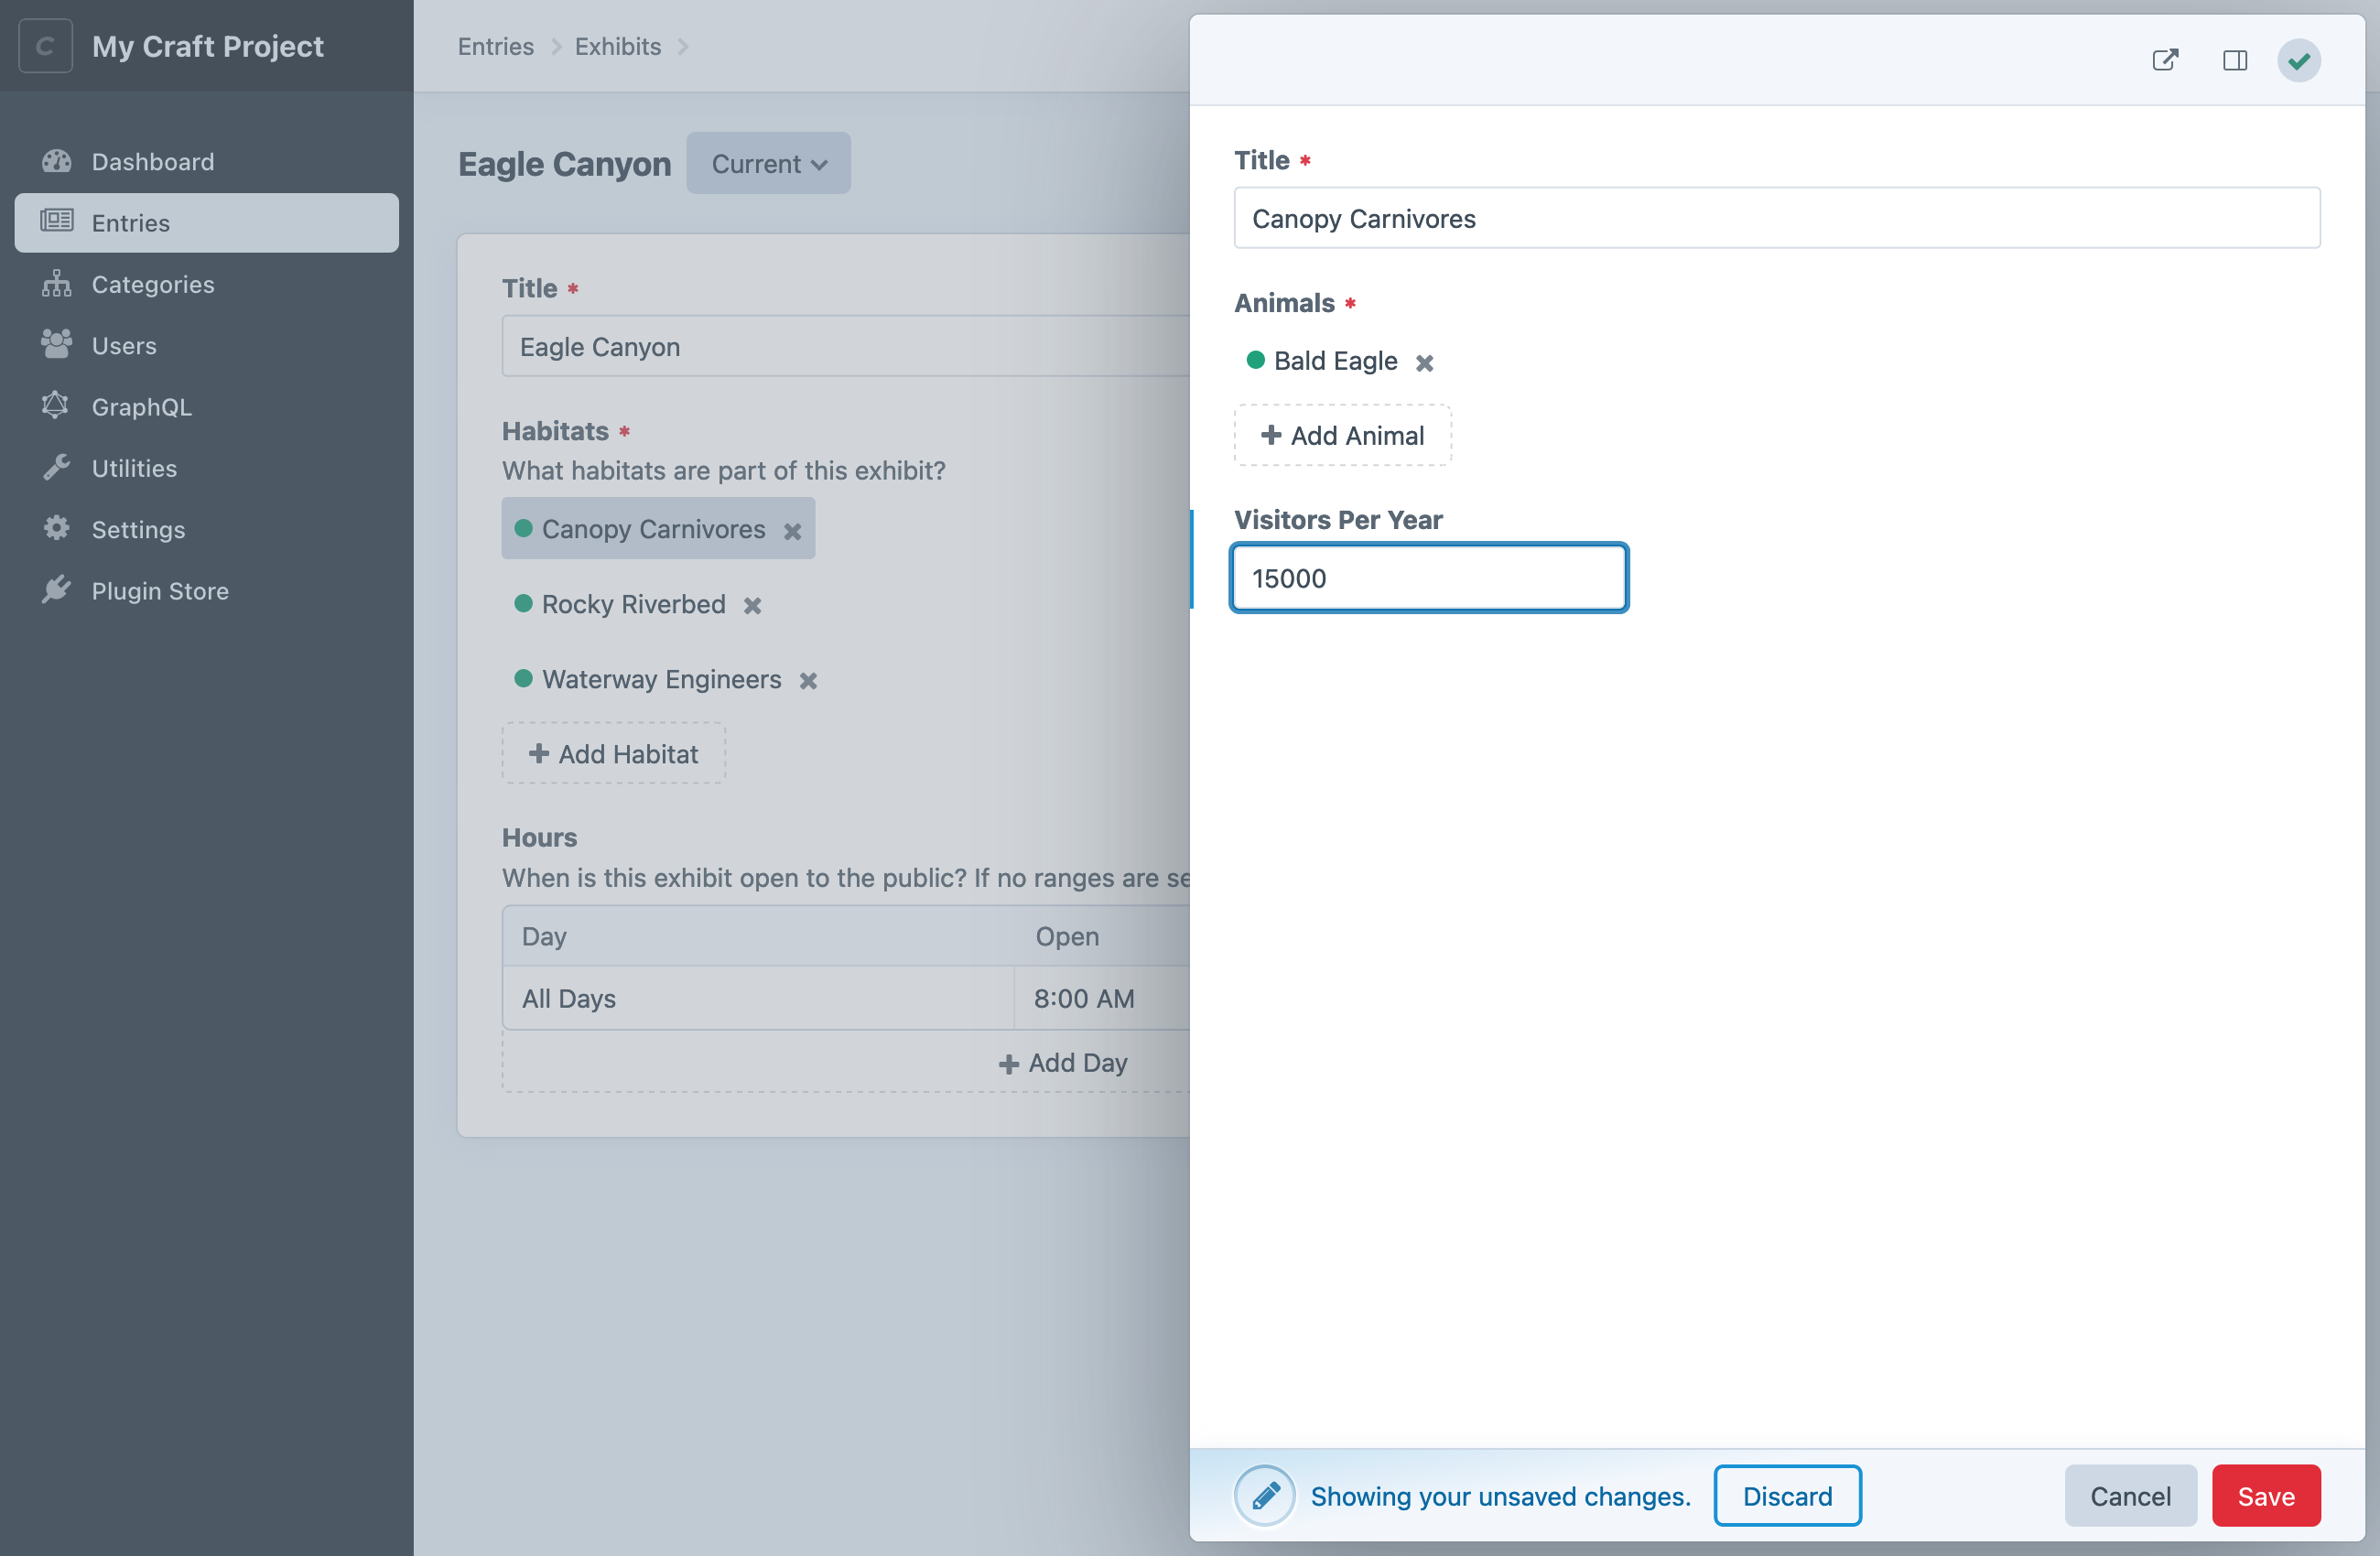 C My Craft Project
Dashboard
Entries
Categories
Users
GraphQL
Utilities
Settings
Plugin Store
Entries Exhibits
Eagle Canyon Current
Title *
Eagle Canyon
Habitats *
What habitats are part of this exhibit?
Canopy Carnivores
Rocky Riverbed
Waterway Engineers
Add Habitat
Hours
When is this exhibit open to the public? If no ranges are se
Day Open
All Days 8:00 AM
Add Day
Title *
Canopy Carnivores
Animals *
Bald Eagle
Add Animal
Visitors Per Year
15000
Showing your unsaved changes. Discard Cancel Save